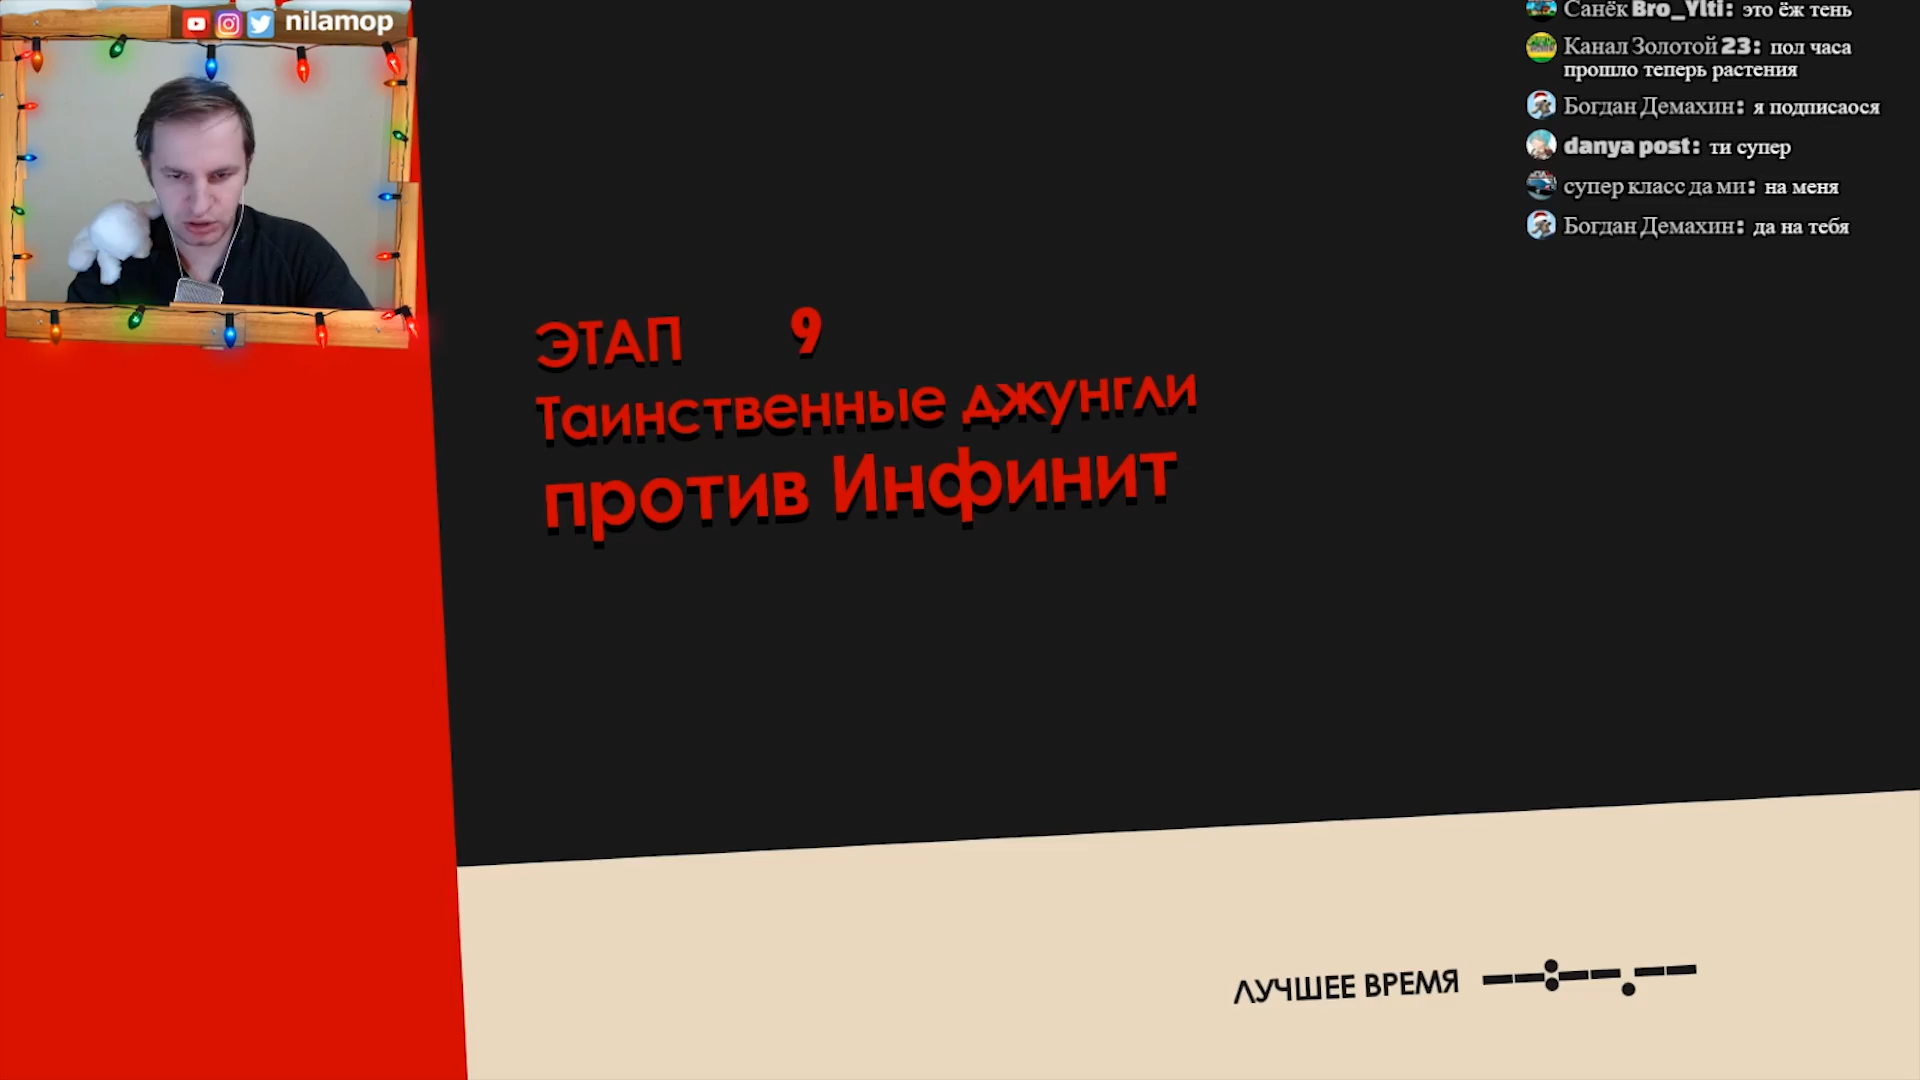 nilamop
Санёк Bro_Ylti: это ёж тень
Канал Золотой 23: пол часа
прошло теперь растения
Богдан Демахин: я подписаося
danya post: ти супер
супер класс да ми: на меня
Богдан Демахин: да на тебя
ЭТАП 9
Таинственные джунгли
против Инфинит
ЛУЧШЕЕ ВРЕМЯ --:--.--